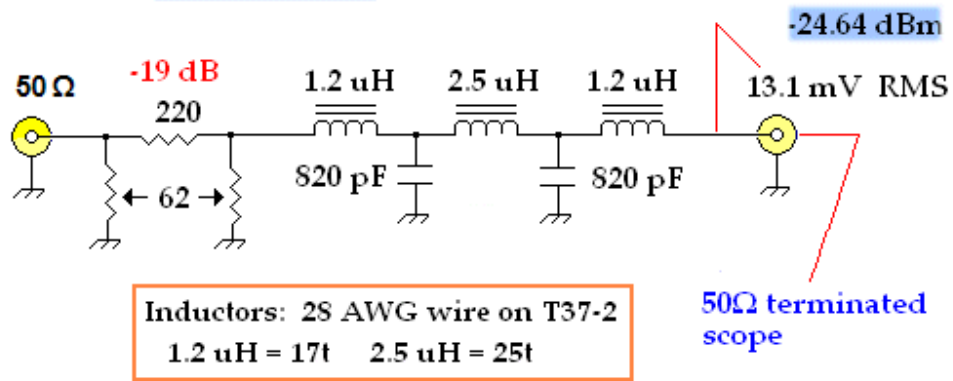 -24.64 dBm
50 Ω
-19 dB
1.2 uH
2.5 uH
1.2 uH
13.1 mV RMS
220
820 pF
820 pF
62
Inductors: 28 AWG wire on T37-2
1.2 uH = 17t 2.5 uH = 25t
50Ω terminated
scope